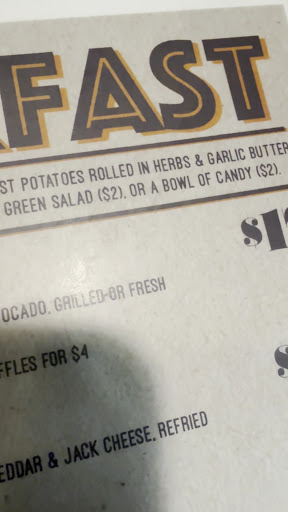 FAST
ST POTATOES ROLLED IN HERBS & GARLIC BUTTER
GREEN SALAD ($2), OR A BOWL OF CANDY ($2).
OCADO, GRILLED OR FRESH
FFLES FOR $4
EDDAR & JACK CHEESE, REFRIED